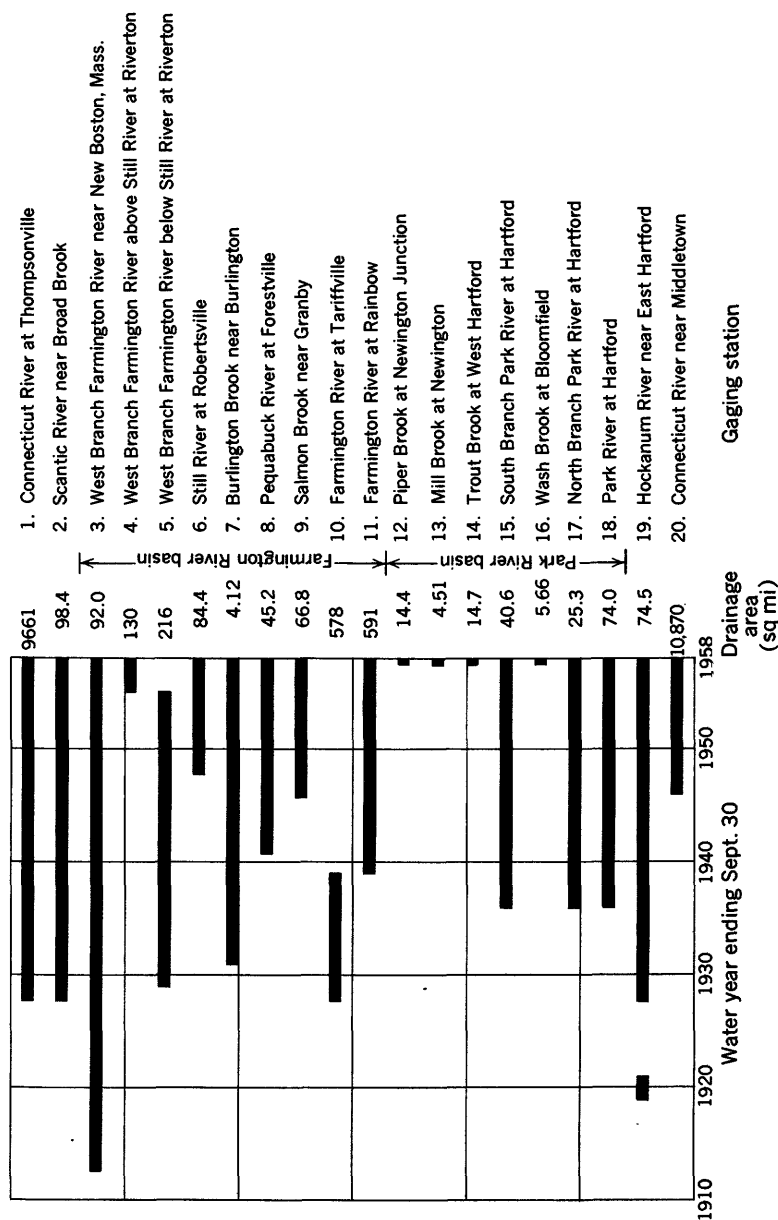 1. Connecticut River at Thompsonville
2. Scantic River near Broad Brook
3. West Branch Farmington River near New Boston, Mass.
4. West Branch Farmington River above Still River at Riverton
5. West Branch Farmington River below Still River at Riverton
6. Still River at Robertsville
7. Burlington Brook near Burlington
8. Pequabuck River at Forestville
9. Salmon Brook near Granby
10. Farmington River at Tariffville
11. Farmington River at Rainbow
12. Piper Brook at Newington Junction
13. Mill Brook at Newington
14. Trout Brook at West Hartford
15. South Branch Park River at Hartford
16. Wash Brook at Bloomfield
17. North Branch Park River at Hartford
18. Park River at Hartford
19. Hockanum River near East Hartford
20. Connecticut River near Middletown
Gaging station
Farmington River basin
Park River basin
9661
98.4
92.0
130
216
84.4
4.12
45.2
66.8
578
591
14.4
4.51
14.7
40.6
5.66
25.3
74.0
74.5
10,870
Drainage
area
(sq mi)
1910
1920
1930
1940
1950
1958
Water year ending Sept. 30